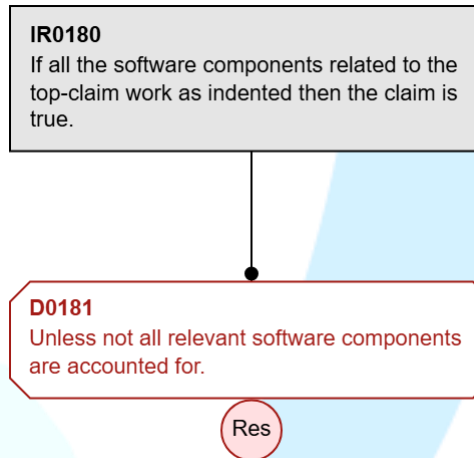 IR0180
If all the software components related to the
top-claim work as indented then the claim is
true.
D0181
Unless not all relevant software components
are accounted for.
Res